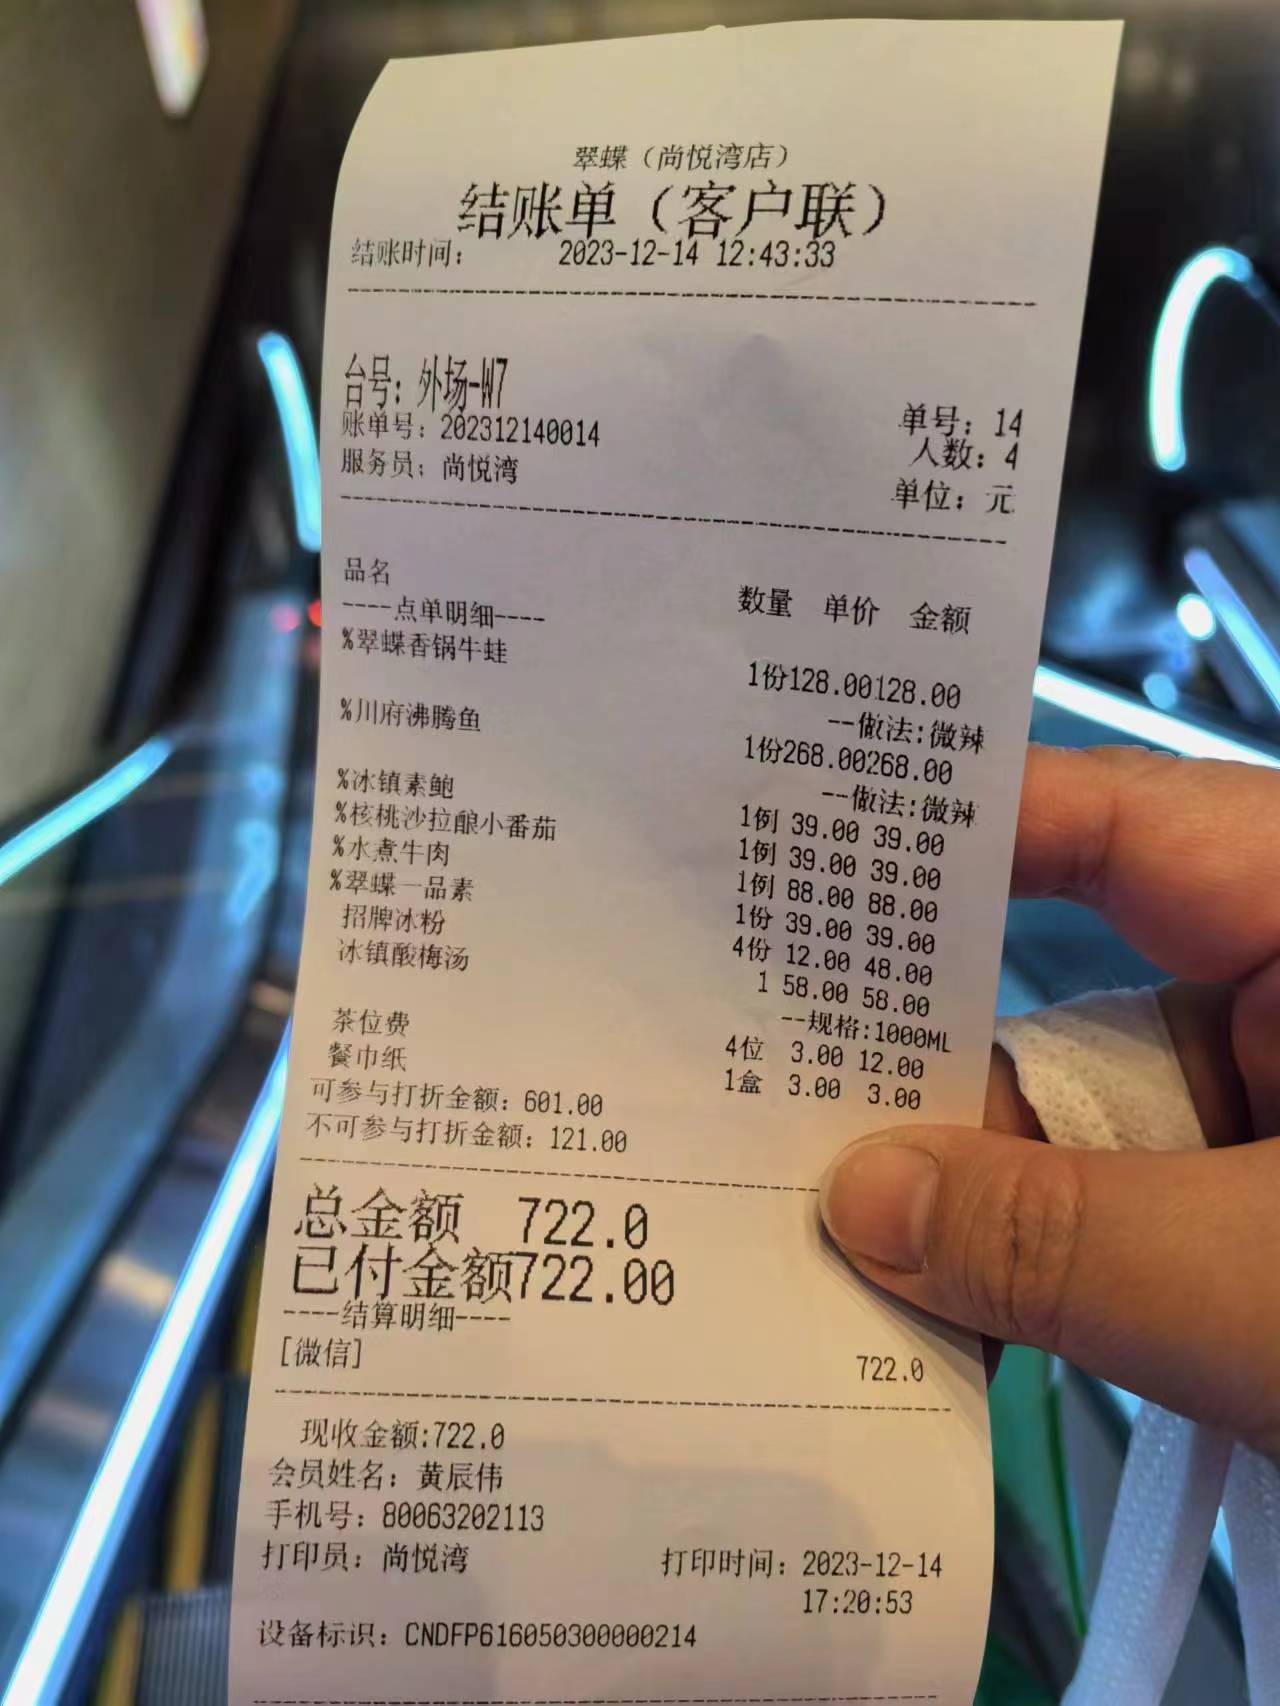 翠蝶（尚悦湾店）
结账单（客户联）
结账时间： 2023-12-14 12:43:33
台号：外场-W7
单号：14
账单号：202312140014
人数：4
服务员：尚悦湾
单位：元
品名 数量 单价 金额
----点单明细----
%翠蝶香锅牛蛙 1份128.00128.00
--做法:微辣
%川府沸腾鱼 1份268.00268.00
--做法:微辣
%冰镇素鲍 1例 39.00 39.00
%核桃沙拉酿小番茄 1例 39.00 39.00
%水煮牛肉 1例 88.00 88.00
%翠蝶一品素 1份 39.00 39.00
招牌冰粉 4份 12.00 48.00
冰镇酸梅汤 1 58.00 58.00
--规格:1000ML
茶位费 4位 3.00 12.00
餐巾纸 1盒 3.00 3.00
可参与打折金额：601.00
不可参与打折金额：121.00
总金额 722.0
已付金额722.00
----结算明细----
[微信] 722.0
现收金额:722.0
会员姓名：黄辰伟
手机号：80063202113
打印员：尚悦湾 打印时间：2023-12-14
17:20:53
设备标识：CNDFP616050300000214